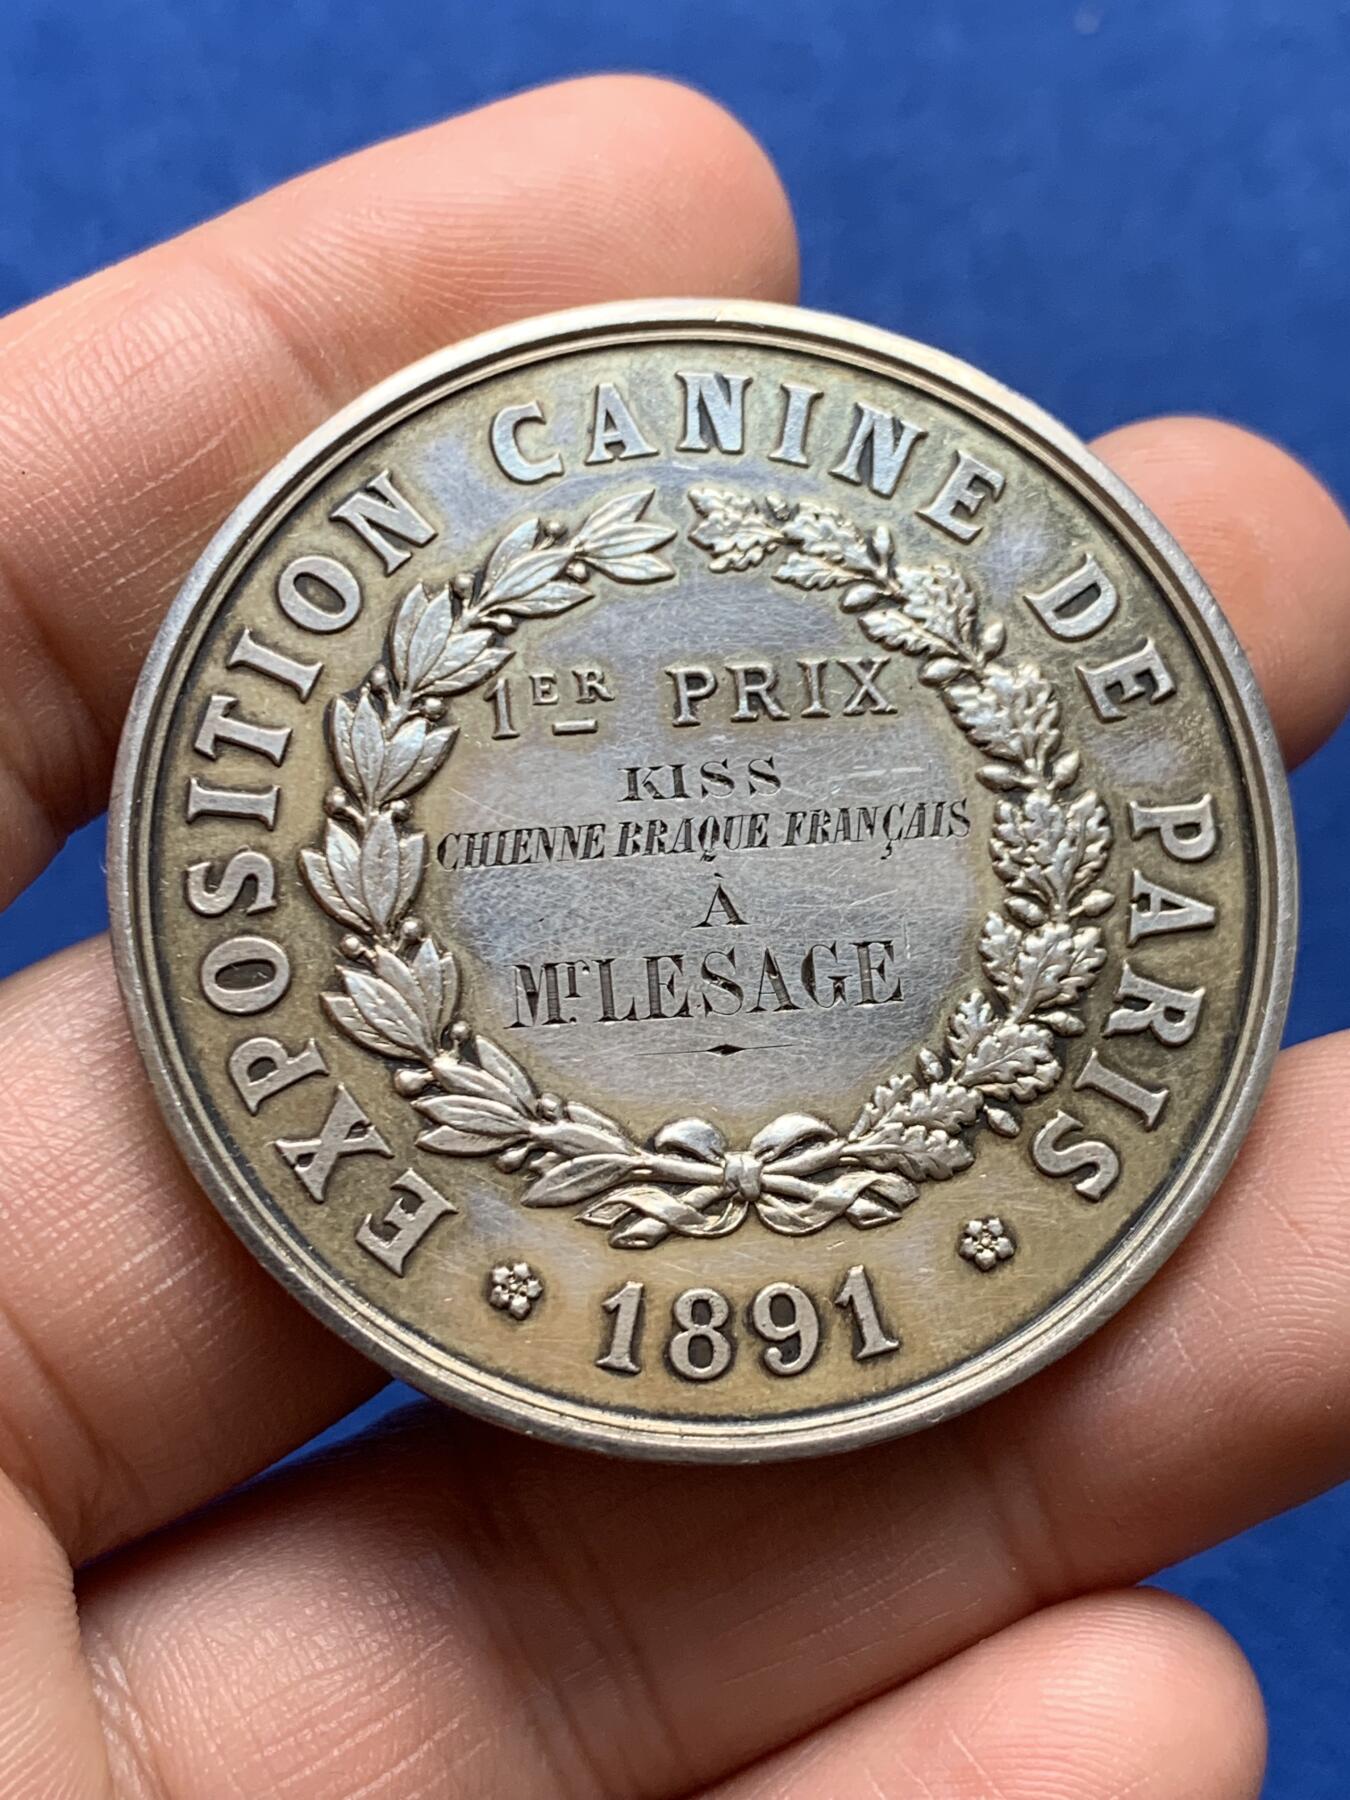 EXPOSITION CANINE DE PARIS
1ER PRIX
KISS
CHIENNE BRAQUE FRANÇAIS
À
Mr LESAGE
1891